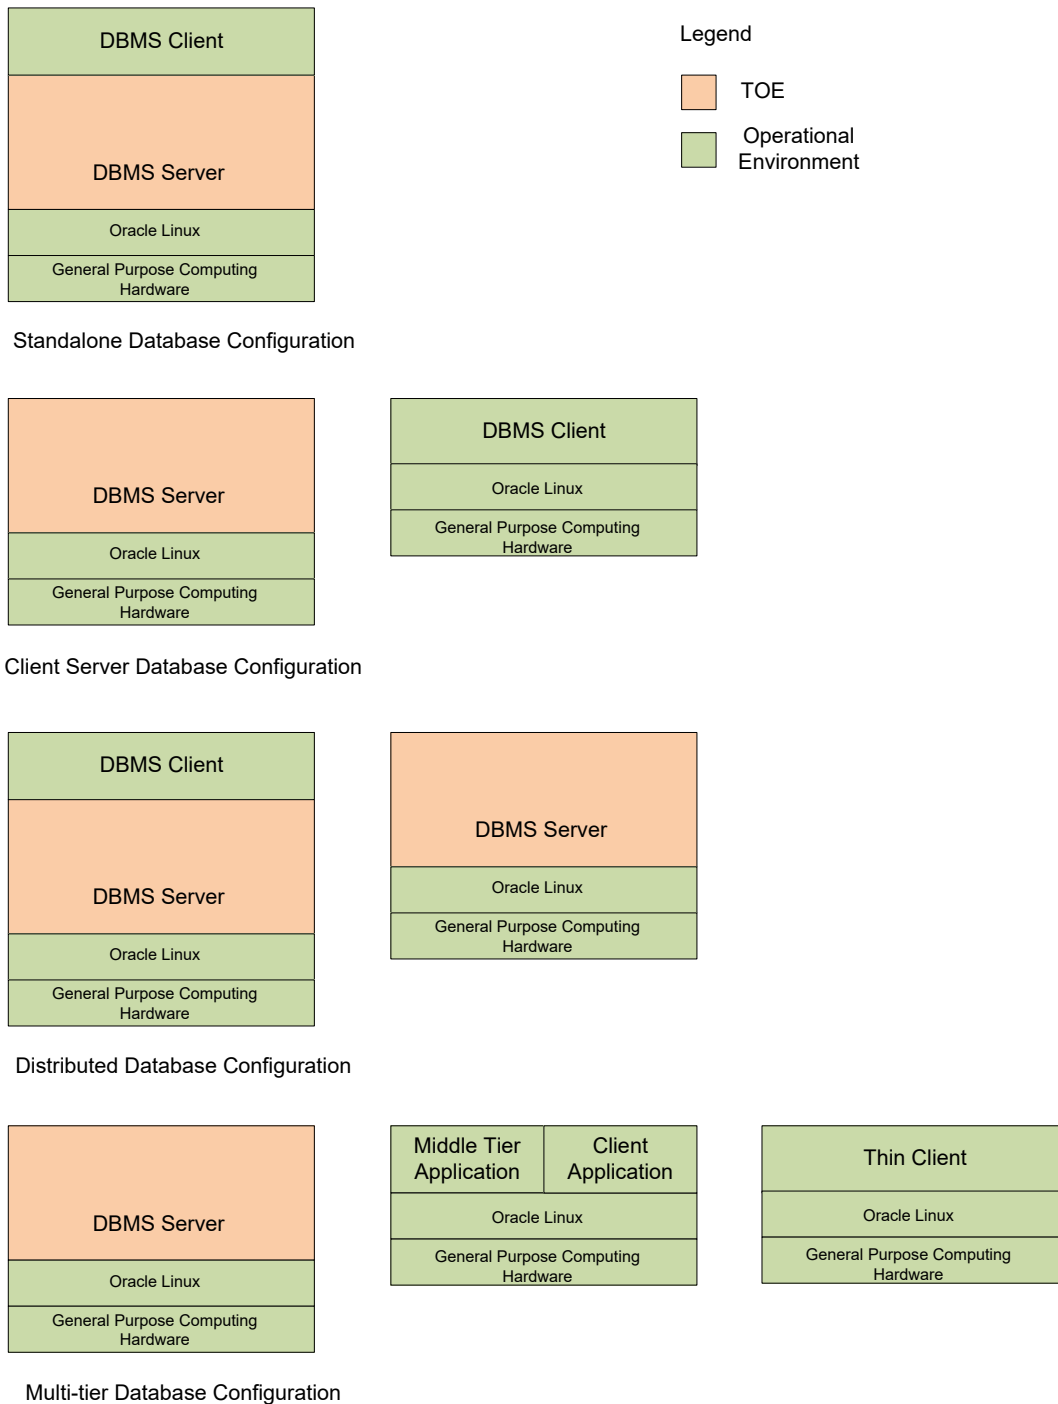 DBMS Client
DBMS Server
Oracle Linux
General Purpose Computing
Hardware
Standalone Database Configuration
Legend
TOE
Operational
Environment
DBMS Server
Oracle Linux
General Purpose Computing
Hardware
DBMS Client
Oracle Linux
General Purpose Computing
Hardware
Client Server Database Configuration
DBMS Client
DBMS Server
Oracle Linux
General Purpose Computing
Hardware
DBMS Server
Oracle Linux
General Purpose Computing
Hardware
Distributed Database Configuration
DBMS Server
Oracle Linux
General Purpose Computing
Hardware
Middle Tier
Application
Client
Application
Oracle Linux
General Purpose Computing
Hardware
Thin Client
Oracle Linux
General Purpose Computing
Hardware
Multi-tier Database Configuration